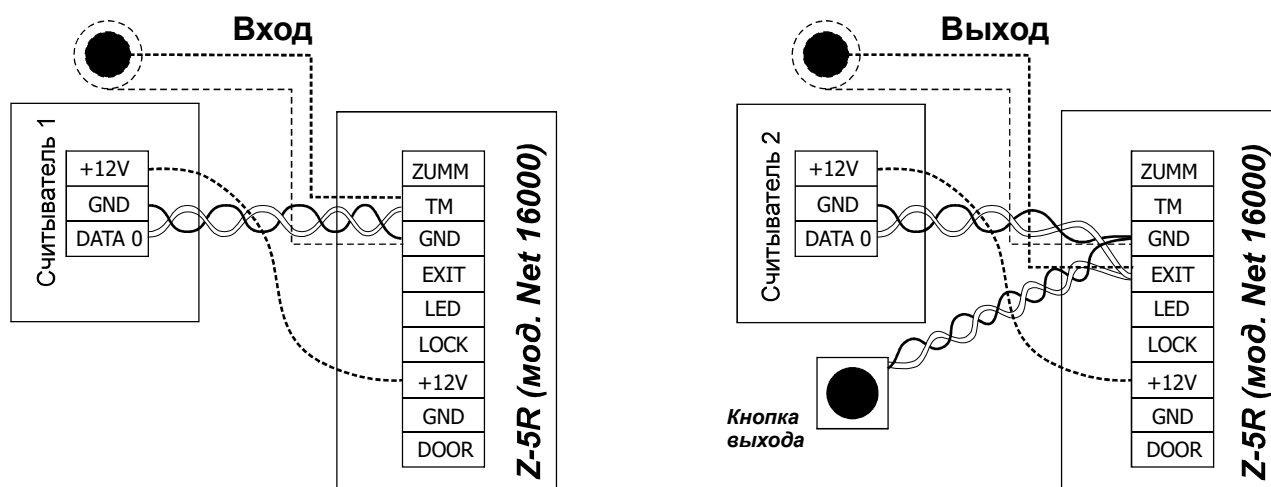 Вход
Считыватель 1
+12V
GND
DATA 0
ZUMM
TM
GND
EXIT
LED
LOCK
+12V
GND
DOOR
Z-5R (мод. Net 16000)
Выход
Считыватель 2
+12V
GND
DATA 0
Кнопка
выхода
ZUMM
TM
GND
EXIT
LED
LOCK
+12V
GND
DOOR
Z-5R (мод. Net 16000)